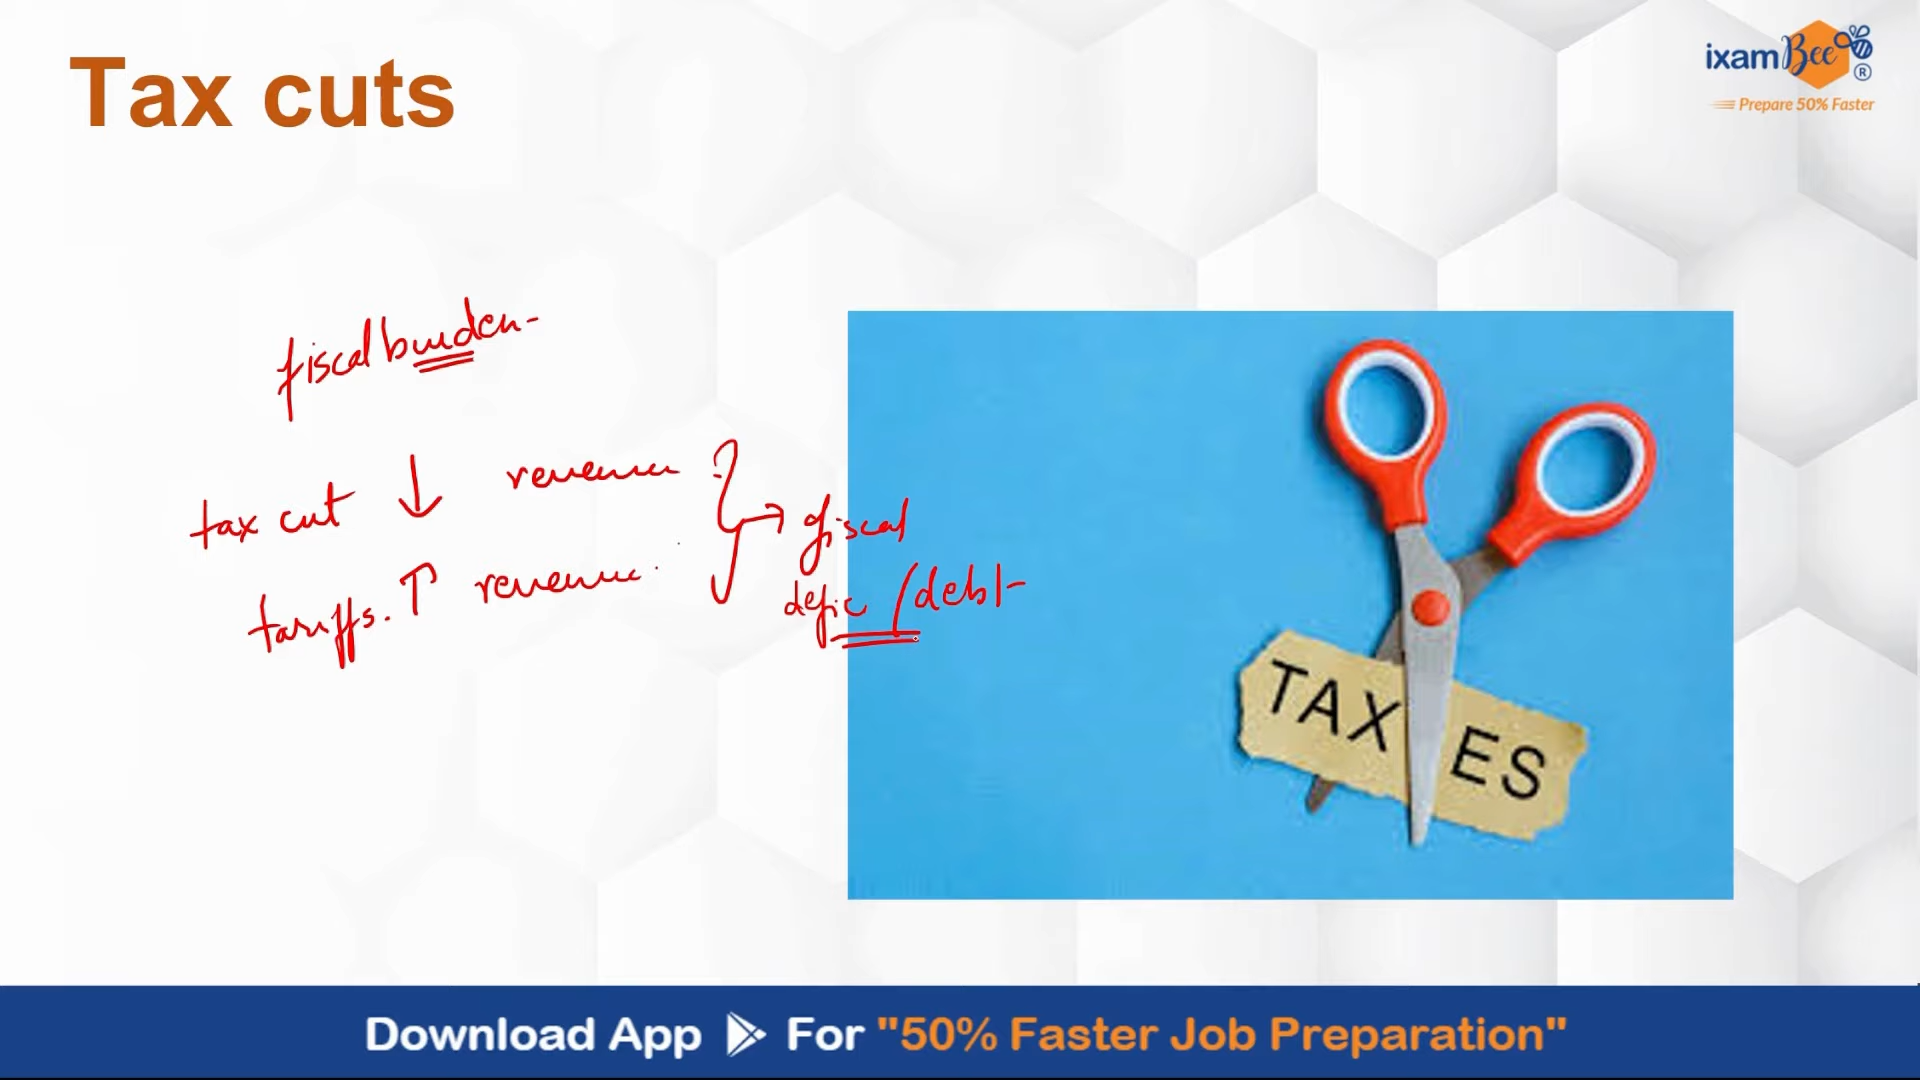 Tax cuts
ixamBee
Prepare 50% Faster
fiscal burden-
tax cut ↓ revenue
tariffs. ↑ revenue.
→ fiscal
defic / debt
TAX ES
Download App For "50% Faster Job Preparation"